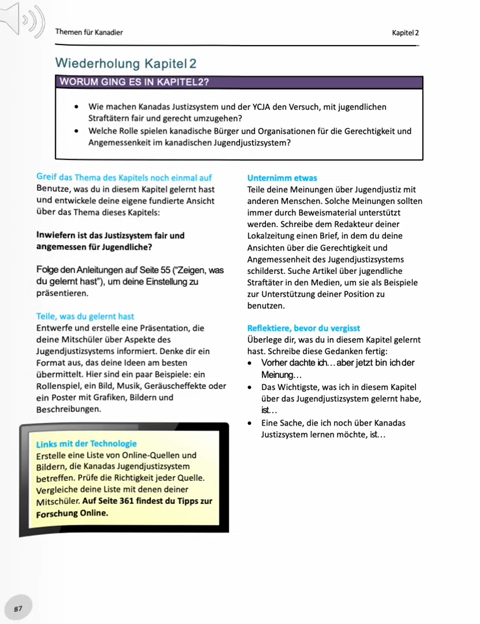 Themen für Kanadier
Kapitel 2
Wiederholung Kapitel 2
WORUM GING ES IN KAPITEL2?
• Wie machen Kanadas Justizsystem und der YCJA den Versuch, mit jugendlichen
Straftätern fair und gerecht umzugehen?
• Welche Rolle spielen kanadische Bürger und Organisationen für die Gerechtigkeit und
Angemessenheit im kanadischen Jugendjustizsystem?
Greif das Thema des Kapitels noch einmal auf
Benutze, was du in diesem Kapitel gelernt hast
und entwickele deine eigene fundierte Ansicht
über das Thema dieses Kapitels:
Inwiefern ist das Justizsystem fair und
angemessen für Jugendliche?
Folge den Anleitungen auf Seite 55 ("Zeigen, was
du gelernt hast"), um deine Einstellung zu
präsentieren.
Teile, was du gelernt hast
Entwerfe und erstelle eine Präsentation, die
deine Mitschüler über Aspekte des
Jugendjustizsystems informiert. Denke dir ein
Format aus, das deine Ideen am besten
übermittelt. Hier sind ein paar Beispiele: ein
Rollenspiel, ein Bild, Musik, Geräuscheffekte oder
ein Poster mit Grafiken, Bildern und
Beschreibungen.
Links mit der Technologie
Erstelle eine Liste von Online-Quellen und
Bildern, die Kanadas Jugendjustizsystem
betreffen. Prüfe die Richtigkeit jeder Quelle.
Vergleiche deine Liste mit denen deiner
Mitschüler. Auf Seite 361 findest du Tipps zur
Forschung Online.
Unternimm etwas
Teile deine Meinungen über Jugendjustiz mit
anderen Menschen. Solche Meinungen sollten
immer durch Beweismaterial unterstützt
werden. Schreibe dem Redakteur deiner
Lokalzeitung einen Brief, in dem du deine
Ansichten über die Gerechtigkeit und
Angemessenheit des Jugendjustizsystems
schilderst. Suche Artikel über jugendliche
Straftäter in den Medien, um sie als Beispiele
zur Unterstützung deiner Position zu
benutzen.
Reflektiere, bevor du vergisst
Überlege dir, was du in diesem Kapitel gelernt
hast. Schreibe diese Gedanken fertig:
• Vorher dachte ich… aber jetzt bin ich der
Meinung…
• Das Wichtigste, was ich in diesem Kapitel
über das Jugendjustizsystem gelernt habe,
ist…
• Eine Sache, die ich noch über Kanadas
Justizsystem lernen möchte, ist…
87